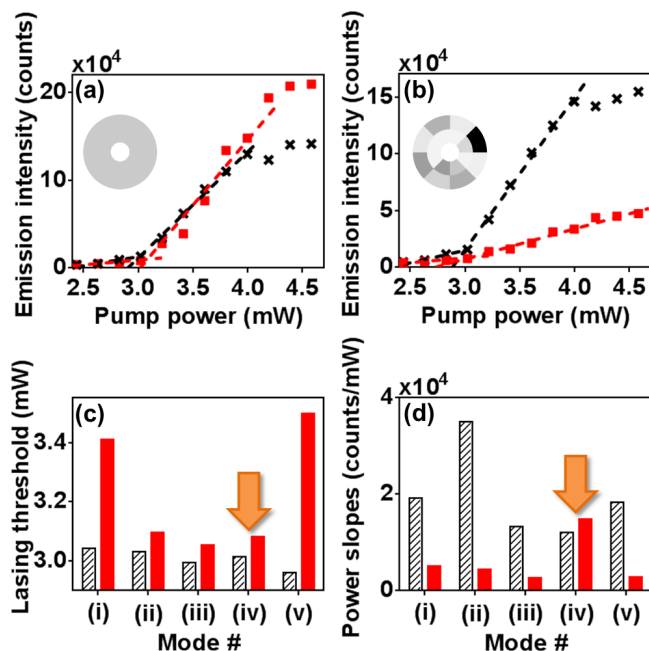 x10⁴
(a)
20
10
0
2.5 3.0 3.5 4.0 4.5
Pump power (mW)
Emission intensity (counts)
x10⁴
(b)
15
10
5
0
2.5 3.0 3.5 4.0 4.5
Pump power (mW)
Emission intensity (counts)
(c)
3.4
3.2
3.0
(i) (ii) (iii) (iv) (v)
Mode #
Lasing threshold (mW)
x10⁴
(d)
4
2
0
(i) (ii) (iii) (iv) (v)
Mode #
Power slopes (counts/mW)